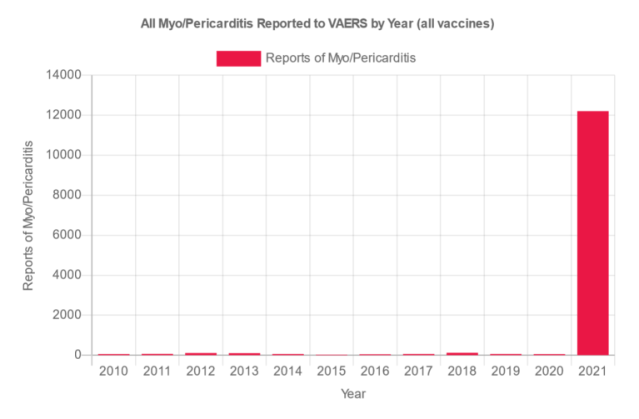 All Myo/Pericarditis Reported to VAERS by Year (all vaccines)
Reports of Myo/Pericarditis
14000
12000
10000
8000
6000
4000
2000
0
Reports of Myo/Pericarditis
2010 2011 2012 2013 2014 2015 2016 2017 2018 2019 2020 2021
Year